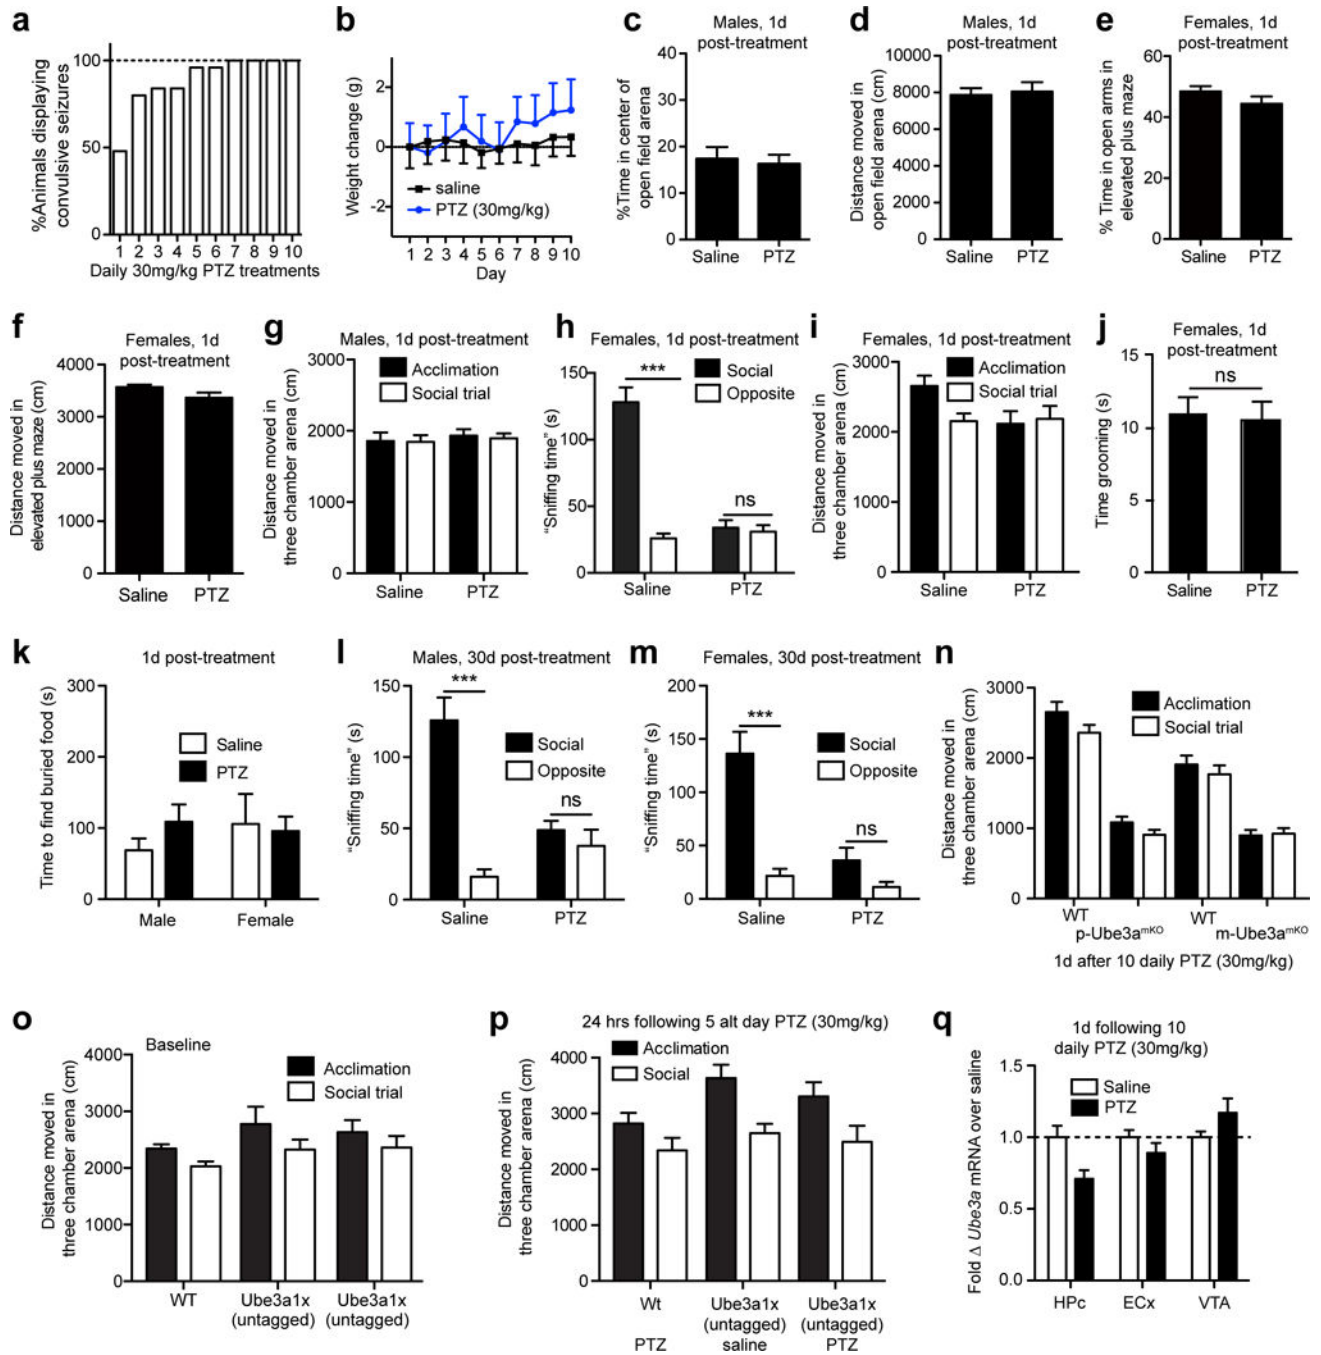 a
%Animals displaying
convulsive seizures
100
50
0
1 2 3 4 5 6 7 8 9 10
Daily 30mg/kg PTZ treatments
b
Weight change (g)
2
0
-2
saline
PTZ (30mg/kg)
1 2 3 4 5 6 7 8 9 10
Day
c
Males, 1d
post-treatment
%Time in center of
open field arena
40
30
20
10
0
Saline PTZ
d
Males, 1d
post-treatment
Distance moved in
open field arena (cm)
10000
8000
6000
4000
2000
0
Saline PTZ
e
Females, 1d
post-treatment
% Time in open arms in
elevated plus maze
60
40
20
0
Saline PTZ
f
Females, 1d
post-treatment
Distance moved in
elevated plus maze (cm)
4000
3000
2000
1000
0
Saline PTZ
g
Males, 1d post-treatment
Distance moved in
three chamber arena (cm)
3000
2000
1000
0
Acclimation
Social trial
Saline PTZ
h
Females, 1d post-treatment
“Sniffing time” (s)
150
100
50
0
***
ns
Social
Opposite
Saline PTZ
i
Females, 1d post-treatment
Distance moved in
three chamber arena (cm)
3000
2000
1000
0
Acclimation
Social trial
Saline PTZ
j
Females, 1d
post-treatment
Time grooming (s)
15
10
5
0
ns
Saline PTZ
k
1d post-treatment
Time to find buried food (s)
300
200
100
0
Saline
PTZ
Male Female
l
Males, 30d post-treatment
“Sniffing time” (s)
150
100
50
0
***
ns
Social
Opposite
Saline PTZ
m
Females, 30d post-treatment
“Sniffing time” (s)
200
150
100
50
0
***
ns
Social
Opposite
Saline PTZ
n
Distance moved in
three chamber arena (cm)
3000
2000
1000
0
Acclimation
Social trial
WT WT
p-Ube3a^mKO m-Ube3a^mKO
1d after 10 daily PTZ (30mg/kg)
o
Baseline
Distance moved in
three chamber arena (cm)
4000
3000
2000
1000
0
Acclimation
Social trial
WT Ube3a1x Ube3a1x
(untagged) (untagged)
p
24 hrs following 5 alt day PTZ (30mg/kg)
Distance moved in
three chamber arena (cm)
4000
3000
2000
1000
0
Acclimation
Social
Wt Ube3a1x Ube3a1x
(untagged) (untagged)
PTZ saline PTZ
q
1d following 10
daily PTZ (30mg/kg)
Fold Δ Ube3a mRNA over saline
1.5
1.0
0.5
0.0
Saline
PTZ
HPc ECx VTA